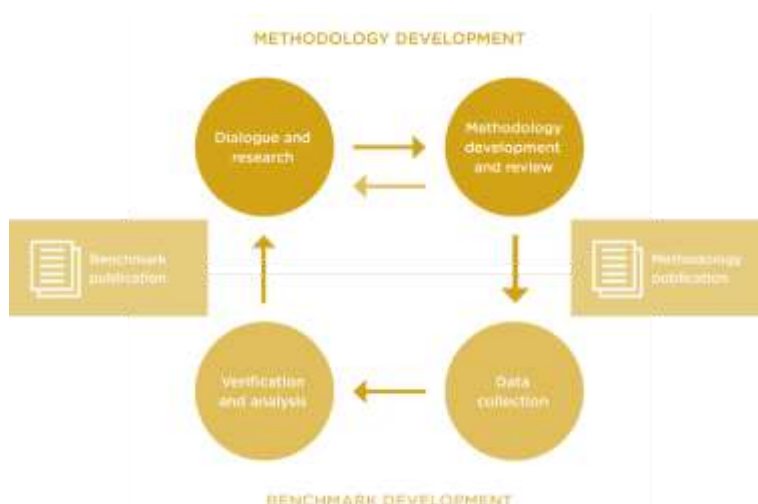 METHODOLOGY DEVELOPMENT
Dialogue and
research
Methodology
development
and review
Benchmark
publication
Methodology
publication
Verification
and analysis
Data
collection
BENCHMARK DEVELOPMENT